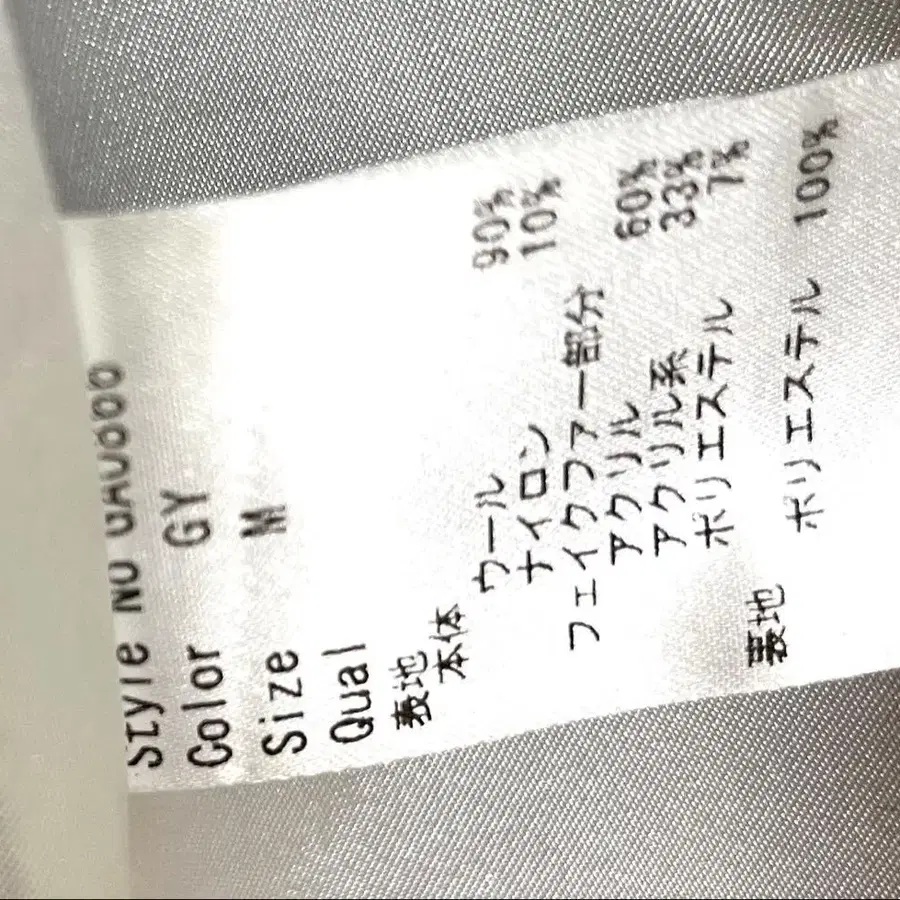 Style NO
Color GY
Size M
Qual
表地
本体
ウール 90%
ナイロン 10%
フェイクファー部分
アクリル 60%
アクリル系 33%
ポリエステル 7%
裏地
ポリエステル 100%